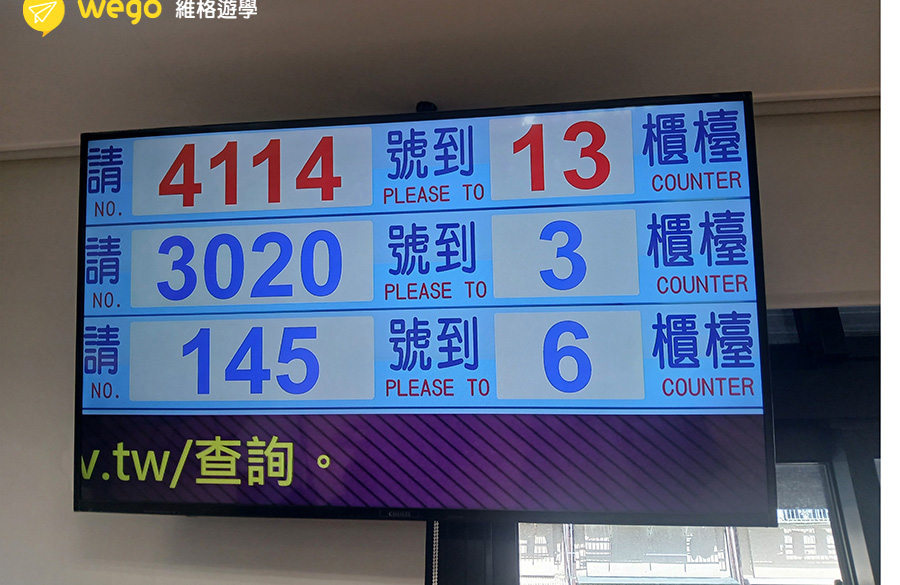 wego 維格遊學
請 4114 號到 13 櫃檯
NO. PLEASE TO COUNTER
請 3020 號到 3 櫃檯
NO. PLEASE TO COUNTER
請 145 號到 6 櫃檯
NO. PLEASE TO COUNTER
v.tw/查詢。